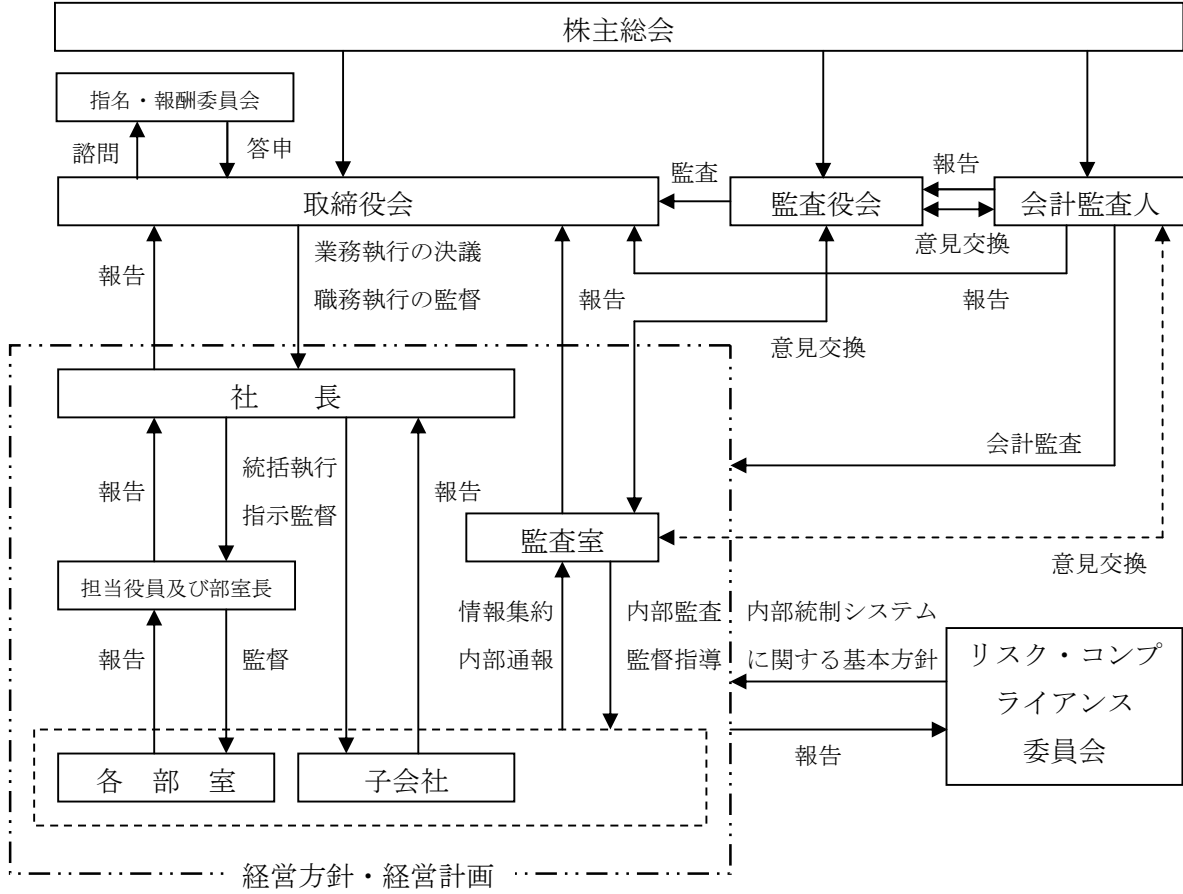 株主総会
指名・報酬委員会
諮問
答申
取締役会
監査
監査役会
報告
会計監査人
意見交換
報告
業務執行の決議
職務執行の監督
報告
報告
意見交換
社　　長
会計監査
報告
統括執行
指示監督
報告
監査室
意見交換
担当役員及び部室長
報告
監督
情報集約
内部通報
内部監査
監督指導
内部統制システム
に関する基本方針
リスク・コンプ
ライアンス
委員会
報告
各　部　室
子会社
経営方針・経営計画